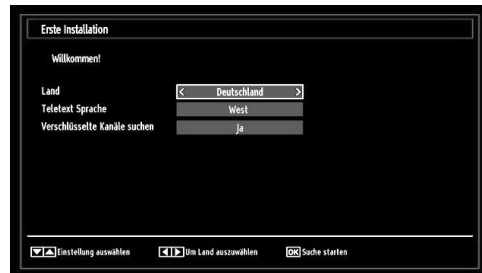 Erste Installation
Willkommen!
Land < Deutschland >
Teletext Sprache West
Verschlüsselte Kanäle suchen Ja
Einstellung auswählen Um Land auszuwählen OK Suche starten